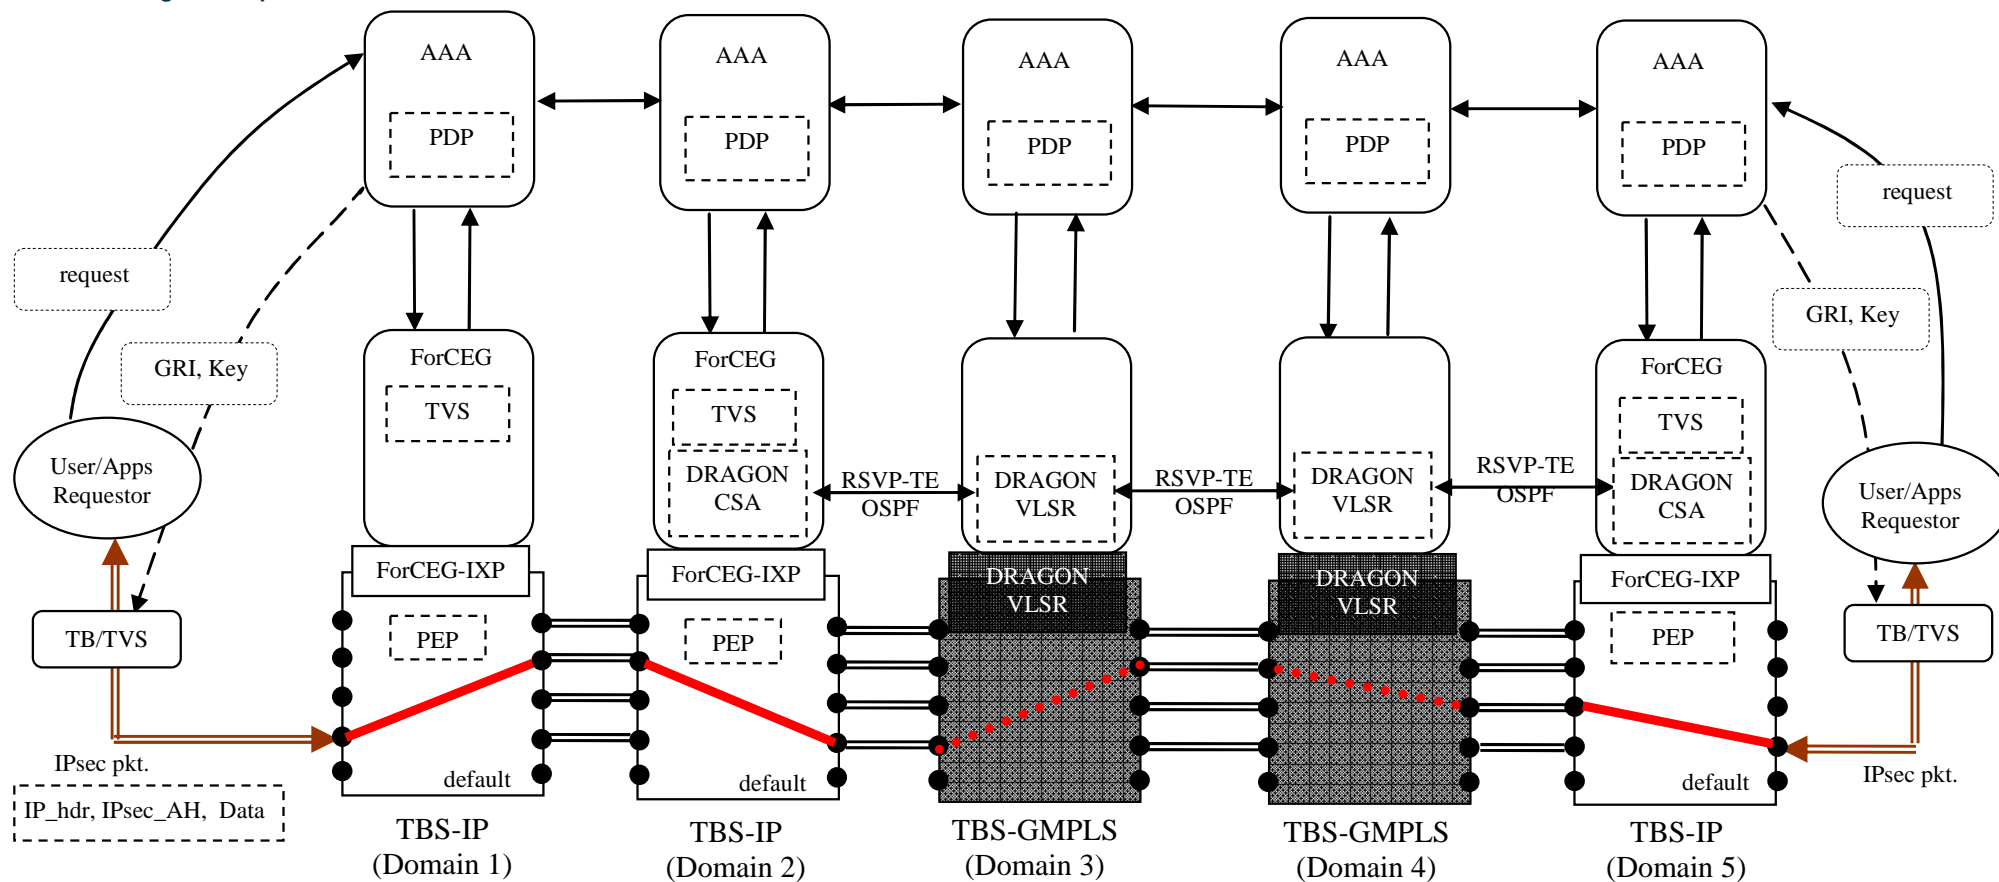 AAA
AAA
AAA
AAA
AAA
PDP
PDP
PDP
PDP
PDP
request
request
GRI, Key
GRI, Key
ForCEG
TVS
ForCEG
TVS
DRAGON
CSA
RSVP-TE
OSPF
DRAGON
VLSR
RSVP-TE
OSPF
DRAGON
VLSR
RSVP-TE
OSPF
ForCEG
TVS
DRAGON
CSA
User/Apps
Requestor
User/Apps
Requestor
ForCEG-IXP
ForCEG-IXP
DRAGON
VLSR
DRAGON
VLSR
ForCEG-IXP
TB/TVS
PEP
PEP
PEP
TB/TVS
IPsec pkt.
default
default
default
IPsec pkt.
IP_hdr, IPsec_AH, Data
TBS-IP
(Domain 1)
TBS-IP
(Domain 2)
TBS-GMPLS
(Domain 3)
TBS-GMPLS
(Domain 4)
TBS-IP
(Domain 5)